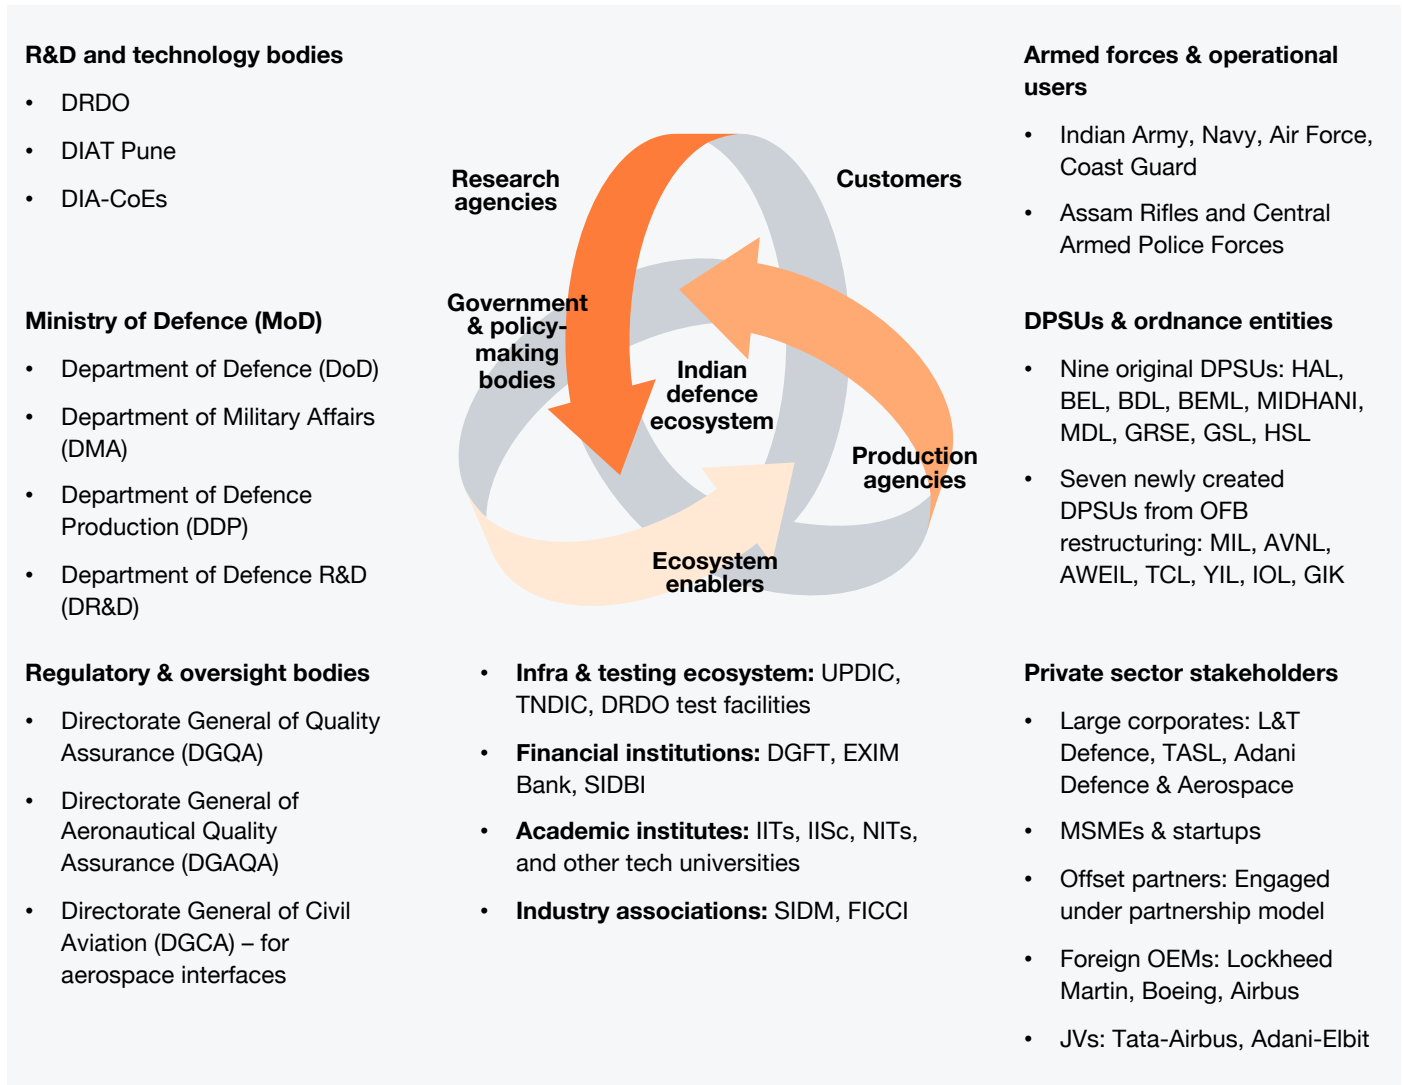 R&D and technology bodies
• DRDO
• DIAT Pune
• DIA-CoEs
Ministry of Defence (MoD)
• Department of Defence (DoD)
• Department of Military Affairs
(DMA)
• Department of Defence
Production (DDP)
• Department of Defence R&D
(DR&D)
Regulatory & oversight bodies
• Directorate General of Quality
Assurance (DGQA)
• Directorate General of
Aeronautical Quality
Assurance (DGAQA)
• Directorate General of Civil
Aviation (DGCA) – for
aerospace interfaces
Research
agencies
Customers
Government
& policy-
making
bodies
Indian
defence
ecosystem
Production
agencies
Ecosystem
enablers
• Infra & testing ecosystem: UPDIC,
TNDIC, DRDO test facilities
• Financial institutions: DGFT, EXIM
Bank, SIDBI
• Academic institutes: IITs, IISc, NITs,
and other tech universities
• Industry associations: SIDM, FICCI
Armed forces & operational
users
• Indian Army, Navy, Air Force,
Coast Guard
• Assam Rifles and Central
Armed Police Forces
DPSUs & ordnance entities
• Nine original DPSUs: HAL,
BEL, BDL, BEML, MIDHANI,
MDL, GRSE, GSL, HSL
• Seven newly created
DPSUs from OFB
restructuring: MIL, AVNL,
AWEIL, TCL, YIL, IOL, GIK
Private sector stakeholders
• Large corporates: L&T
Defence, TASL, Adani
Defence & Aerospace
• MSMEs & startups
• Offset partners: Engaged
under partnership model
• Foreign OEMs: Lockheed
Martin, Boeing, Airbus
• JVs: Tata-Airbus, Adani-Elbit